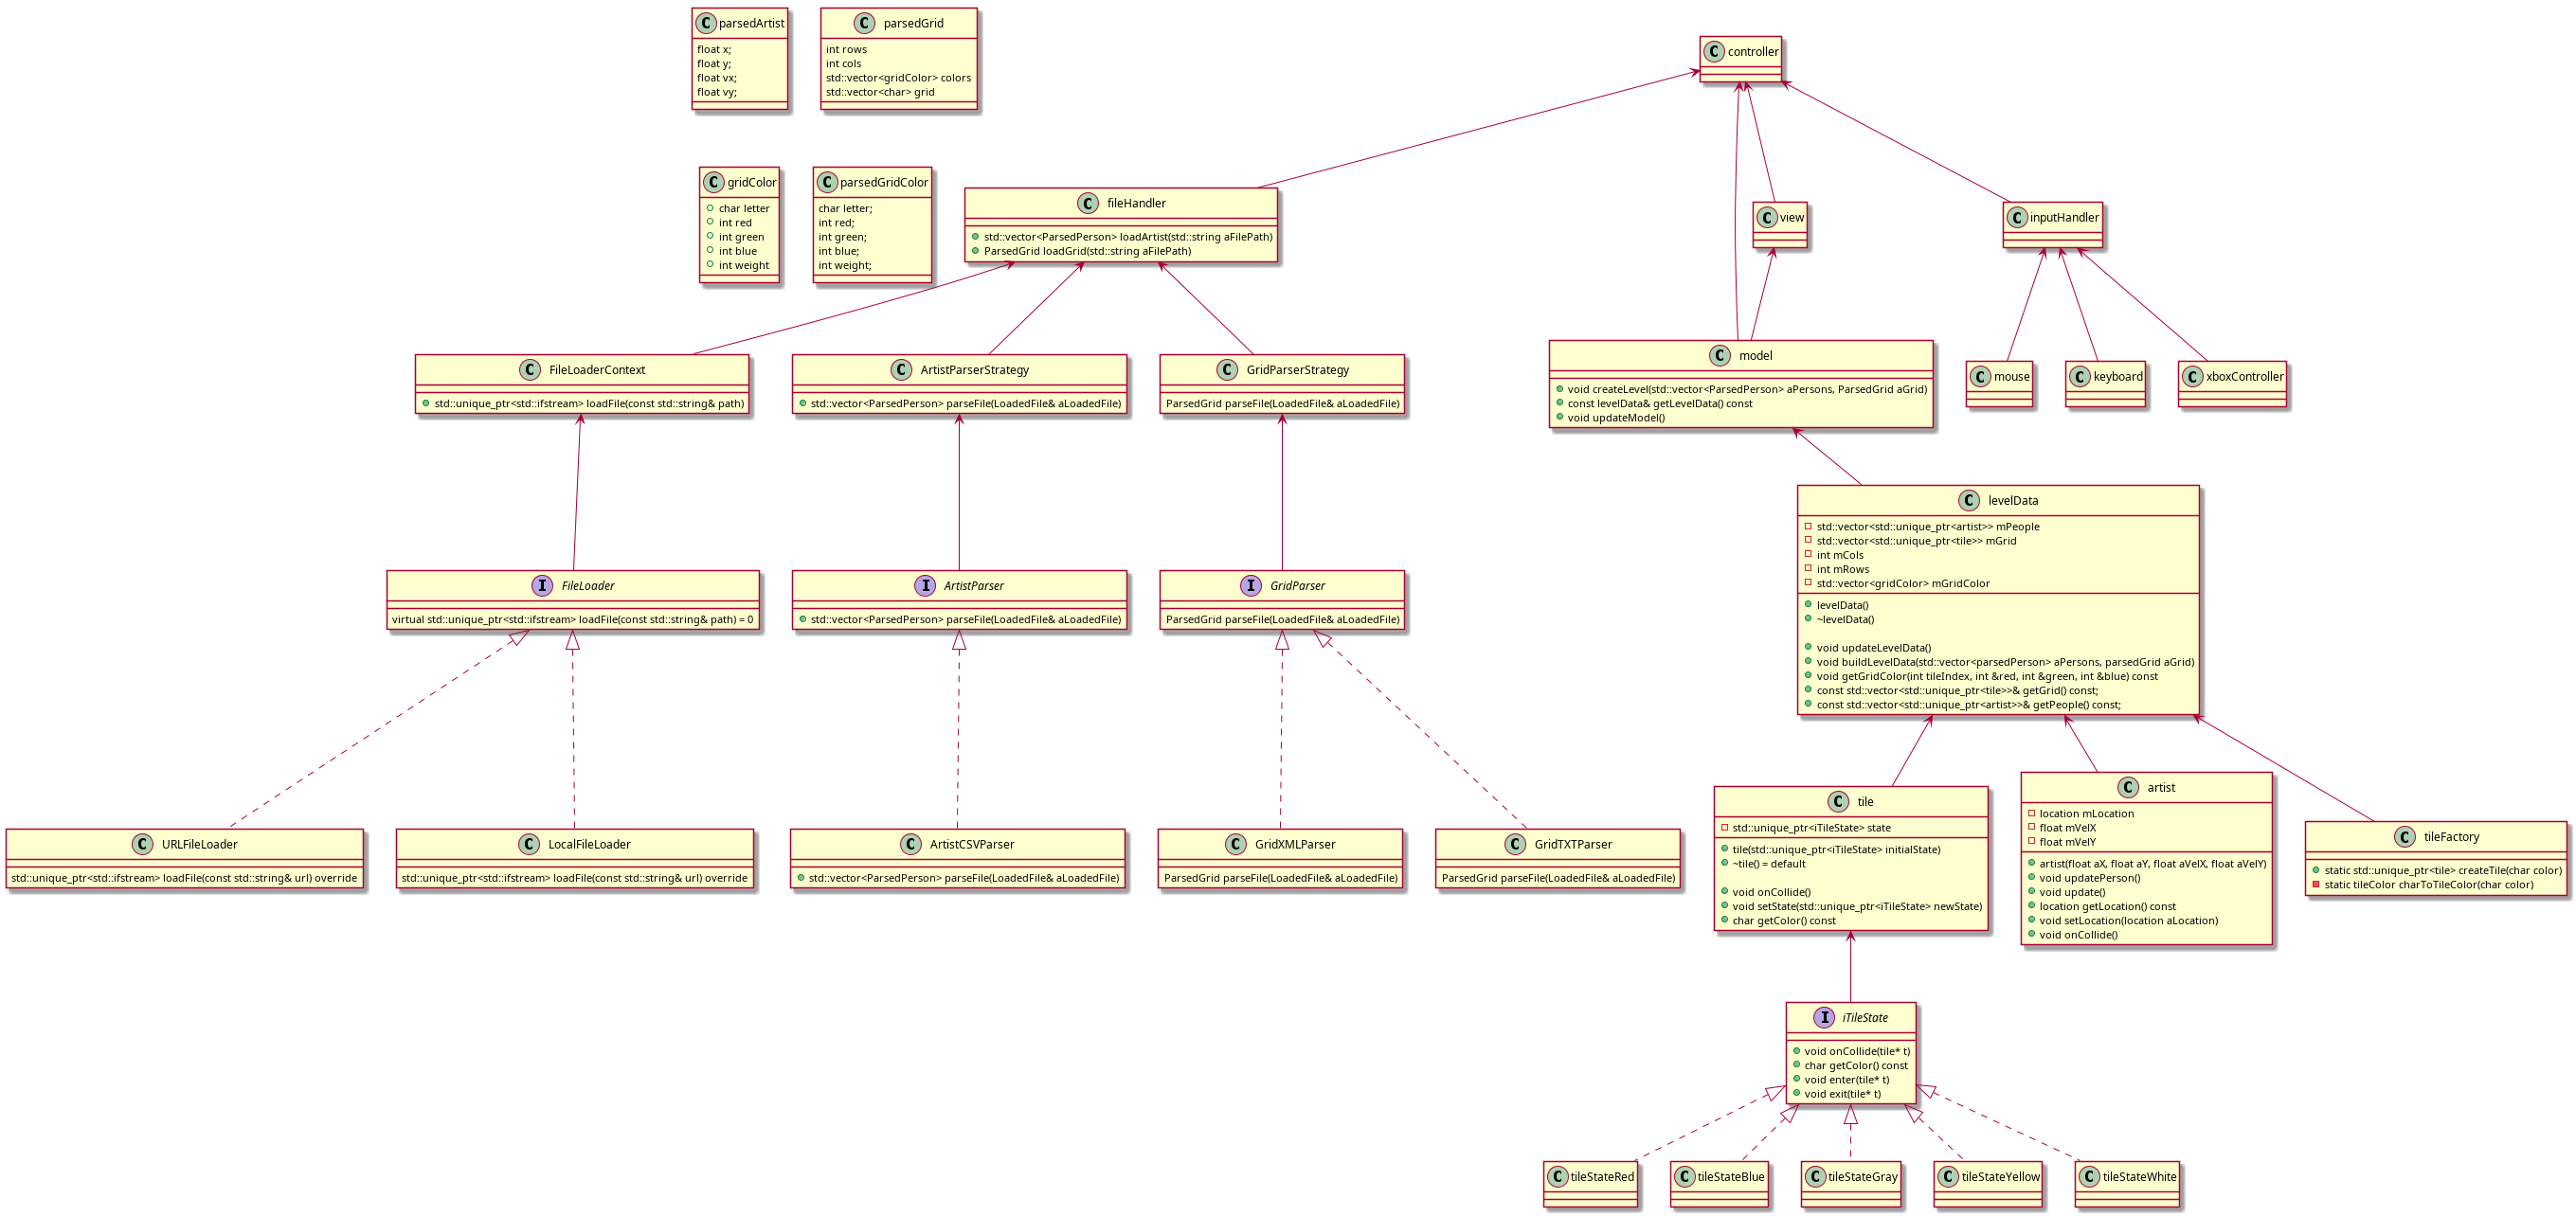 C parsedArtist
float x;
float y;
float vx;
float vy;
C parsedGrid
int rows
int cols
std::vector<gridColor> colors
std::vector<char> grid
C controller
C gridColor
char letter
int red
int green
int blue
int weight
C parsedGridColor
char letter;
int red;
int green;
int blue;
int weight;
C fileHandler
std::vector<ParsedPerson> loadArtist(std::string aFilePath)
ParsedGrid loadGrid(std::string aFilePath)
C view
C inputHandler
C FileLoaderContext
std::unique_ptr<std::ifstream> loadFile(const std::string& path)
C ArtistParserStrategy
std::vector<ParsedPerson> parseFile(LoadedFile& aLoadedFile)
C GridParserStrategy
ParsedGrid parseFile(LoadedFile& aLoadedFile)
C model
void createLevel(std::vector<ParsedPerson> aPersons, ParsedGrid aGrid)
const levelData& getLevelData() const
void updateModel()
C mouse
C keyboard
C xboxController
C levelData
std::vector<std::unique_ptr<artist>> mPeople
std::vector<std::unique_ptr<tile>> mGrid
int mCols
int mRows
std::vector<gridColor> mGridColor
levelData()
~levelData()
void updateLevelData()
void buildLevelData(std::vector<parsedPerson> aPersons, parsedGrid aGrid)
void getGridColor(int tileIndex, int &red, int &green, int &blue) const
const std::vector<std::unique_ptr<tile>>& getGrid() const;
const std::vector<std::unique_ptr<artist>>& getPeople() const;
I FileLoader
virtual std::unique_ptr<std::ifstream> loadFile(const std::string& path) = 0
I ArtistParser
std::vector<ParsedPerson> parseFile(LoadedFile& aLoadedFile)
I GridParser
ParsedGrid parseFile(LoadedFile& aLoadedFile)
C URLFileLoader
std::unique_ptr<std::ifstream> loadFile(const std::string& url) override
C LocalFileLoader
std::unique_ptr<std::ifstream> loadFile(const std::string& url) override
C ArtistCSVParser
std::vector<ParsedPerson> parseFile(LoadedFile& aLoadedFile)
C GridXMLParser
ParsedGrid parseFile(LoadedFile& aLoadedFile)
C GridTXTParser
ParsedGrid parseFile(LoadedFile& aLoadedFile)
C tile
std::unique_ptr<iTileState> state
tile(std::unique_ptr<iTileState> initialState)
~tile() = default
void onCollide()
void setState(std::unique_ptr<iTileState> newState)
char getColor() const
C artist
location mLocation
float mVelX
float mVelY
artist(float aX, float aY, float aVelX, float aVelY)
void updatePerson()
void update()
location getLocation() const
void setLocation(location aLocation)
void onCollide()
C tileFactory
static std::unique_ptr<tile> createTile(char color)
static tileColor charToTileColor(char color)
I iTileState
void onCollide(tile* t)
char getColor() const
void enter(tile* t)
void exit(tile* t)
C tileStateRed
C tileStateBlue
C tileStateGray
C tileStateYellow
C tileStateWhite